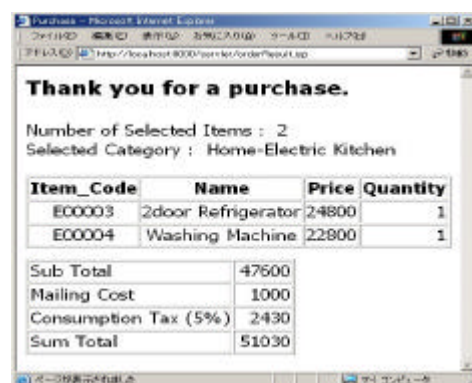 Purchase - Microsoft Internet Explorer
Thank you for a purchase.
Number of Selected Items : 2
Selected Category : Home-Electric Kitchen
Item_Code Name Price Quantity
E00003 2door Refrigerator 24800 1
E00004 Washing Machine 22800 1
Sub Total 47600
Mailing Cost 1000
Consumption Tax (5%) 2430
Sum Total 51030